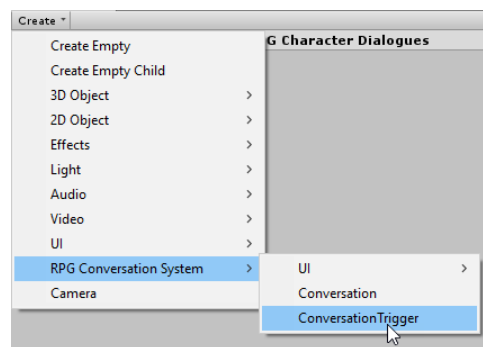 Create
G Character Dialogues
Create Empty
Create Empty Child
3D Object
2D Object
Effects
Light
Audio
Video
UI
RPG Conversation System
Camera
UI
Conversation
ConversationTrigger